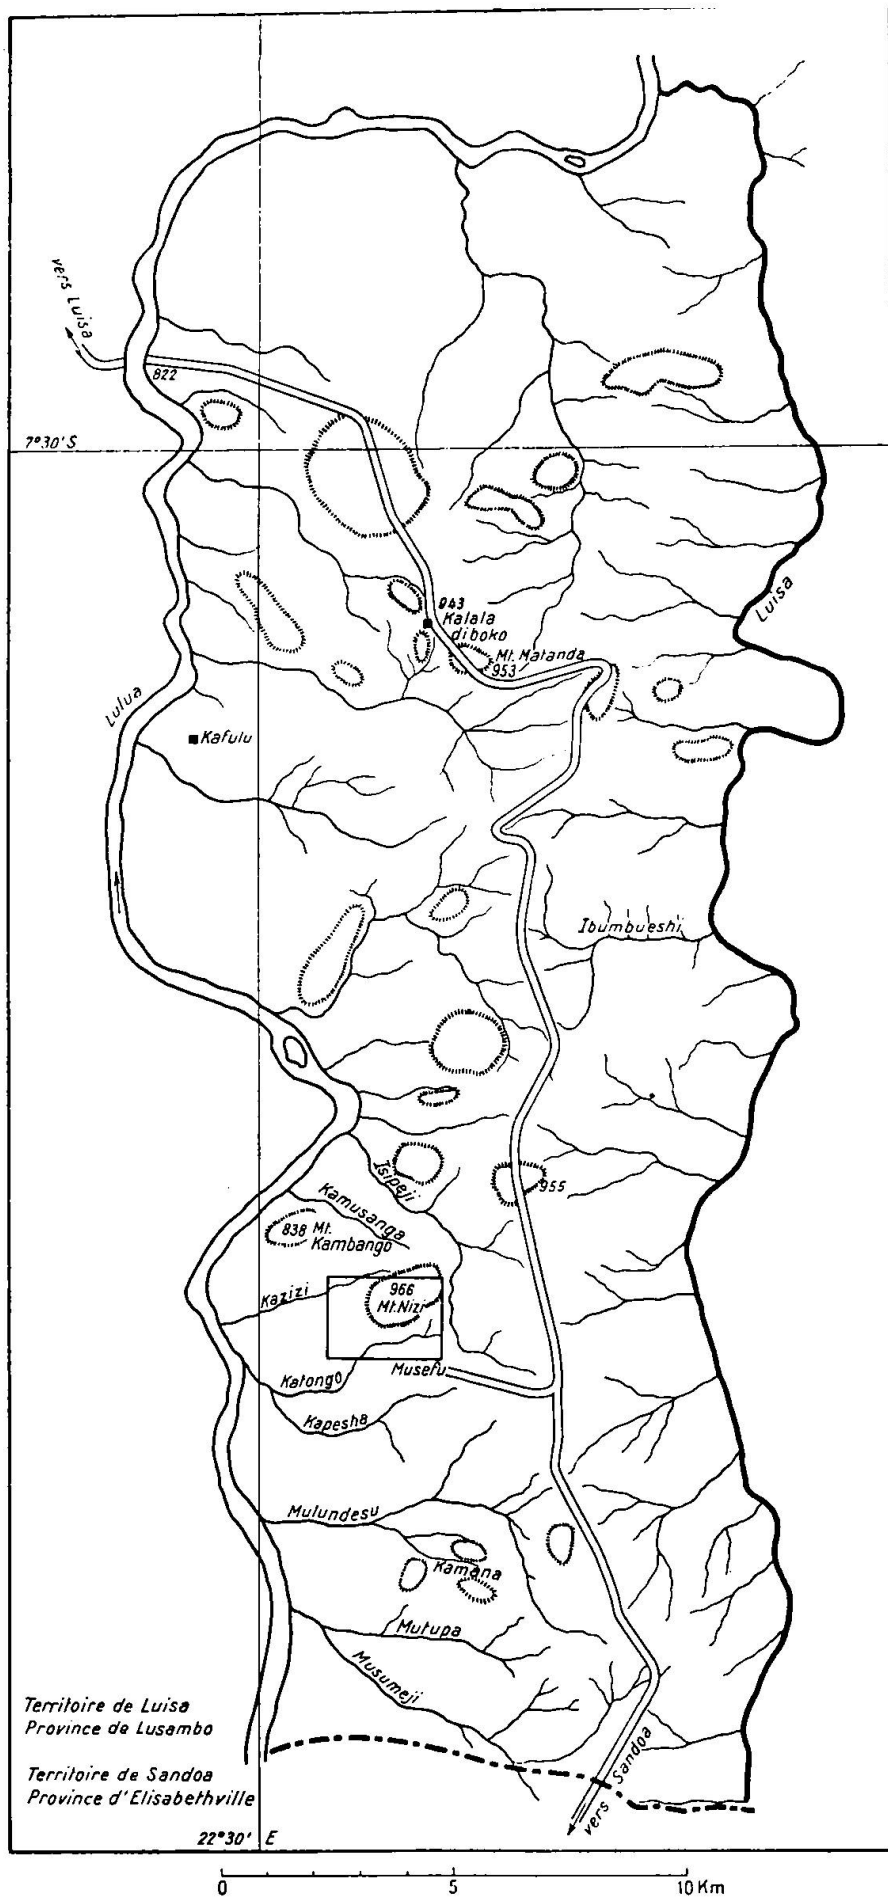 vers Luisa
822
7°30' S
Luisa
943
Kalala
diboko
Mt. Matanda
953
Lulua
Kafulu
Ibumbueshi
Isipeji
955
Kamusanga
838 Mt.
Kambango
Kazizi
966
Mt. Nizi
Musefu
Katongo
Kapesha
Mulundesu
Kamana
Mutupa
Musumeji
Territoire de Luisa
Province de Lusambo
Territoire de Sandoa
Province d'Elisabethville
vers Sandoa
22°30' E
0 5 10 Km